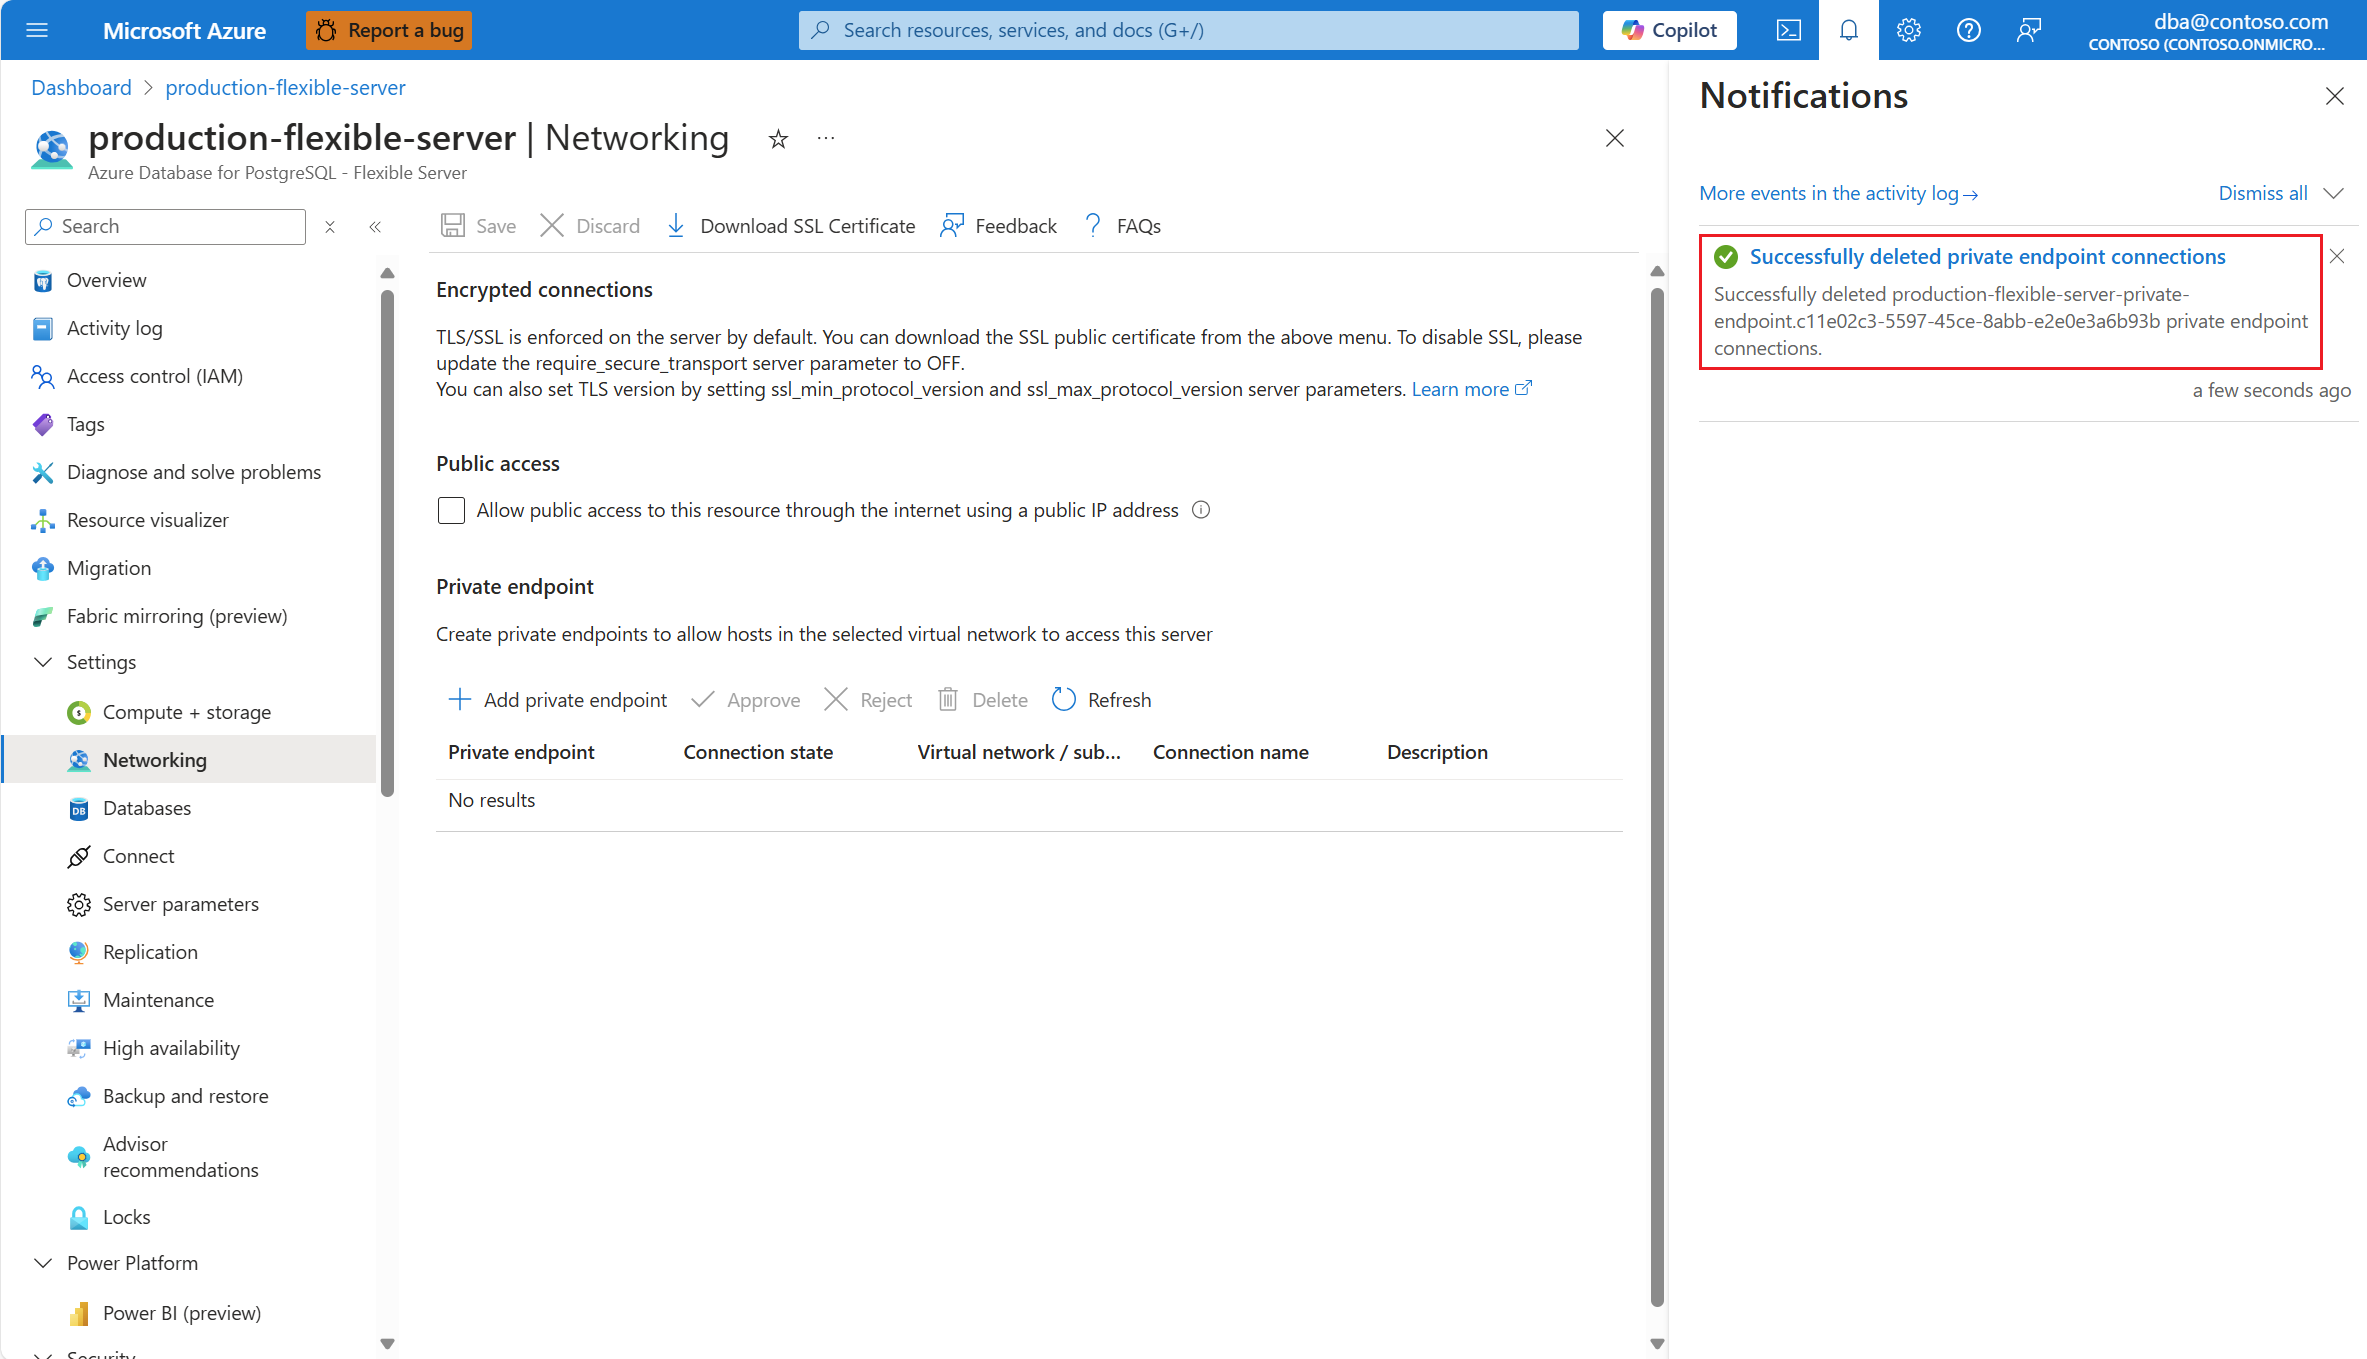 Microsoft Azure
Report a bug
Search resources, services, and docs (G+/)
Copilot
dba@contoso.com
CONTOSO (CONTOSO.ONMICRO...
Dashboard > production-flexible-server
production-flexible-server | Networking
Azure Database for PostgreSQL - Flexible Server
Search
Overview
Activity log
Access control (IAM)
Tags
Diagnose and solve problems
Resource visualizer
Migration
Fabric mirroring (preview)
Settings
Compute + storage
Networking
Databases
Connect
Server parameters
Replication
Maintenance
High availability
Backup and restore
Advisor
recommendations
Locks
Power Platform
Power BI (preview)
Security
Save Discard Download SSL Certificate Feedback FAQs
Encrypted connections
TLS/SSL is enforced on the server by default. You can download the SSL public certificate from the above menu. To disable SSL, please
update the require_secure_transport server parameter to OFF.
You can also set TLS version by setting ssl_min_protocol_version and ssl_max_protocol_version server parameters. Learn more
Public access
Allow public access to this resource through the internet using a public IP address
Private endpoint
Create private endpoints to allow hosts in the selected virtual network to access this server
Add private endpoint Approve Reject Delete Refresh
Private endpoint Connection state Virtual network / sub... Connection name Description
No results
Notifications
More events in the activity log→
Dismiss all
Successfully deleted private endpoint connections
Successfully deleted production-flexible-server-private-
endpoint.c11e02c3-5597-45ce-8abb-e2e0e3a6b93b private endpoint
connections.
a few seconds ago